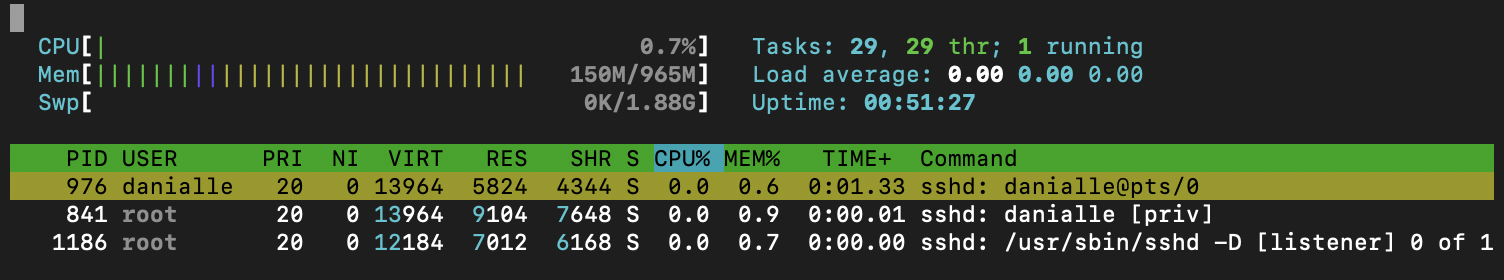 CPU[| 0.7%] Tasks: 29, 29 thr; 1 running
Mem[||||||||||||||||||||||||||||||| 150M/965M] Load average: 0.00 0.00 0.00
Swp[ 0K/1.88G] Uptime: 00:51:27
PID USER PRI NI VIRT RES SHR S CPU% MEM% TIME+ Command
976 danialle 20 0 13964 5824 4344 S 0.0 0.6 0:01.33 sshd: danialle@pts/0
841 root 20 0 13964 9104 7648 S 0.0 0.9 0:00.01 sshd: danialle [priv]
1186 root 20 0 12184 7012 6168 S 0.0 0.7 0:00.00 sshd: /usr/sbin/sshd -D [listener] 0 of 1